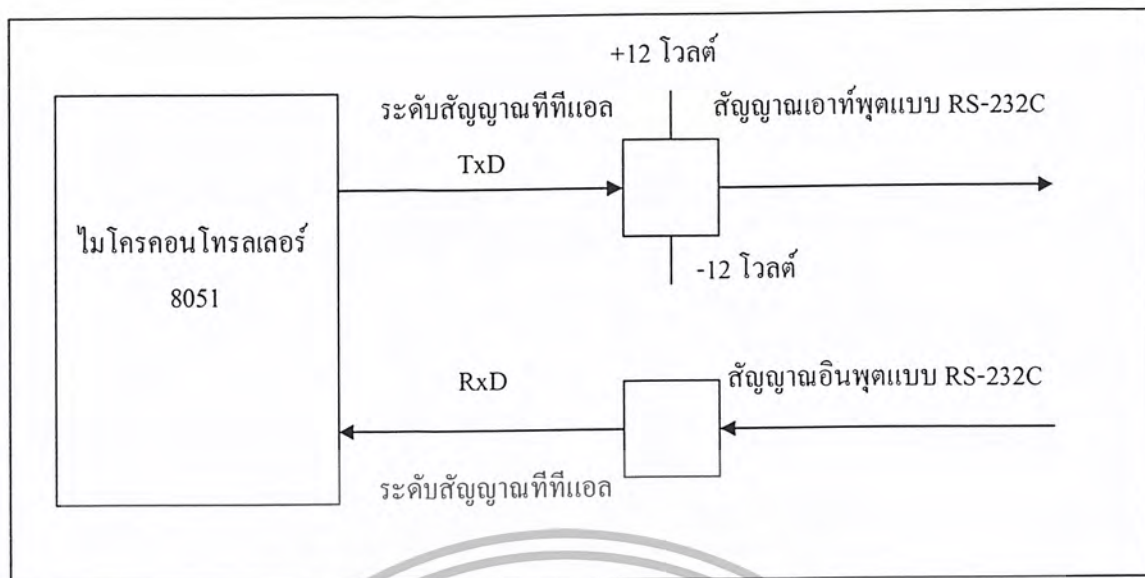 +12 โวลต์
ระดับสัญญาณทีทีแอล
สัญญาณเอาท์พุตแบบ RS-232C
TxD
ไมโครคอนโทรลเลอร์
8051
-12 โวลต์
RxD
สัญญาณอินพุตแบบ RS-232C
ระดับสัญญาณทีทีแอล